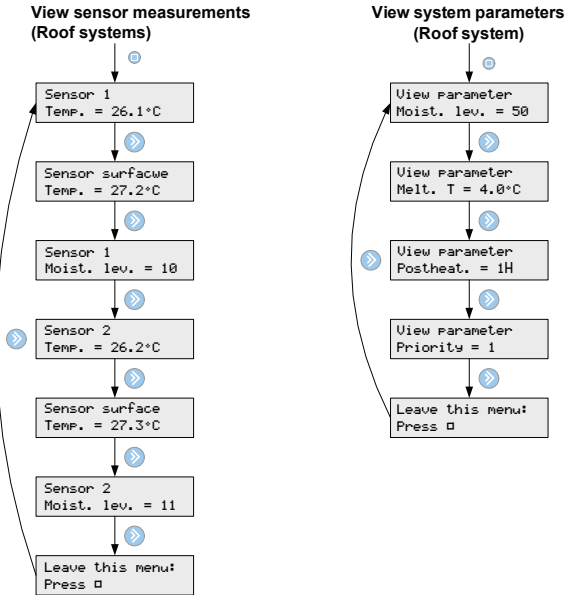 View sensor measurements
(Roof systems)
Sensor 1
Temp. = 26.1°C
Sensor surfacwe
Temp. = 27.2°C
Sensor 1
Moist. lev. = 10
Sensor 2
Temp. = 26.2°C
Sensor surface
Temp. = 27.3°C
Sensor 2
Moist. lev. = 11
Leave this menu:
Press □
View system parameters
(Roof system)
View parameter
Moist. lev. = 50
View parameter
Melt. T = 4.0°C
View parameter
Postheat. = 1H
View parameter
Priority = 1
Leave this menu:
Press □